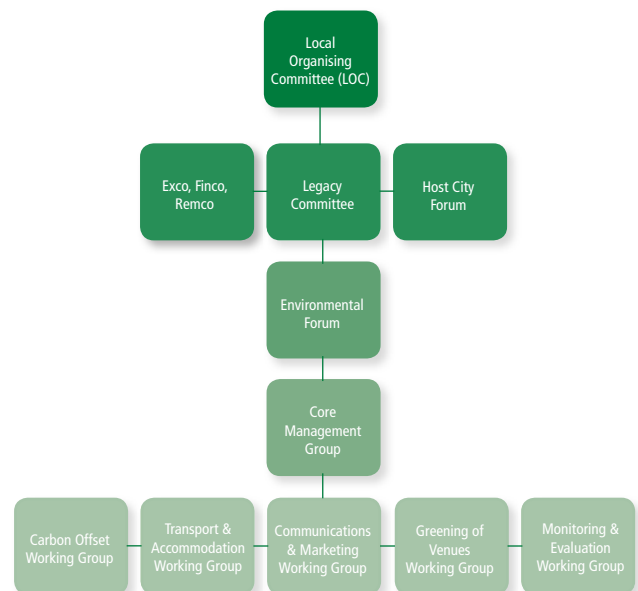 Local
Organising
Committee (LOC)
Exco, Finco,
Remco
Legacy
Committee
Host City
Forum
Environmental
Forum
Core
Management
Group
Carbon Offset
Working Group
Transport &
Accommodation
Working Group
Communications
& Marketing
Working Group
Greening of
Venues
Working Group
Monitoring &
Evaluation
Working Group